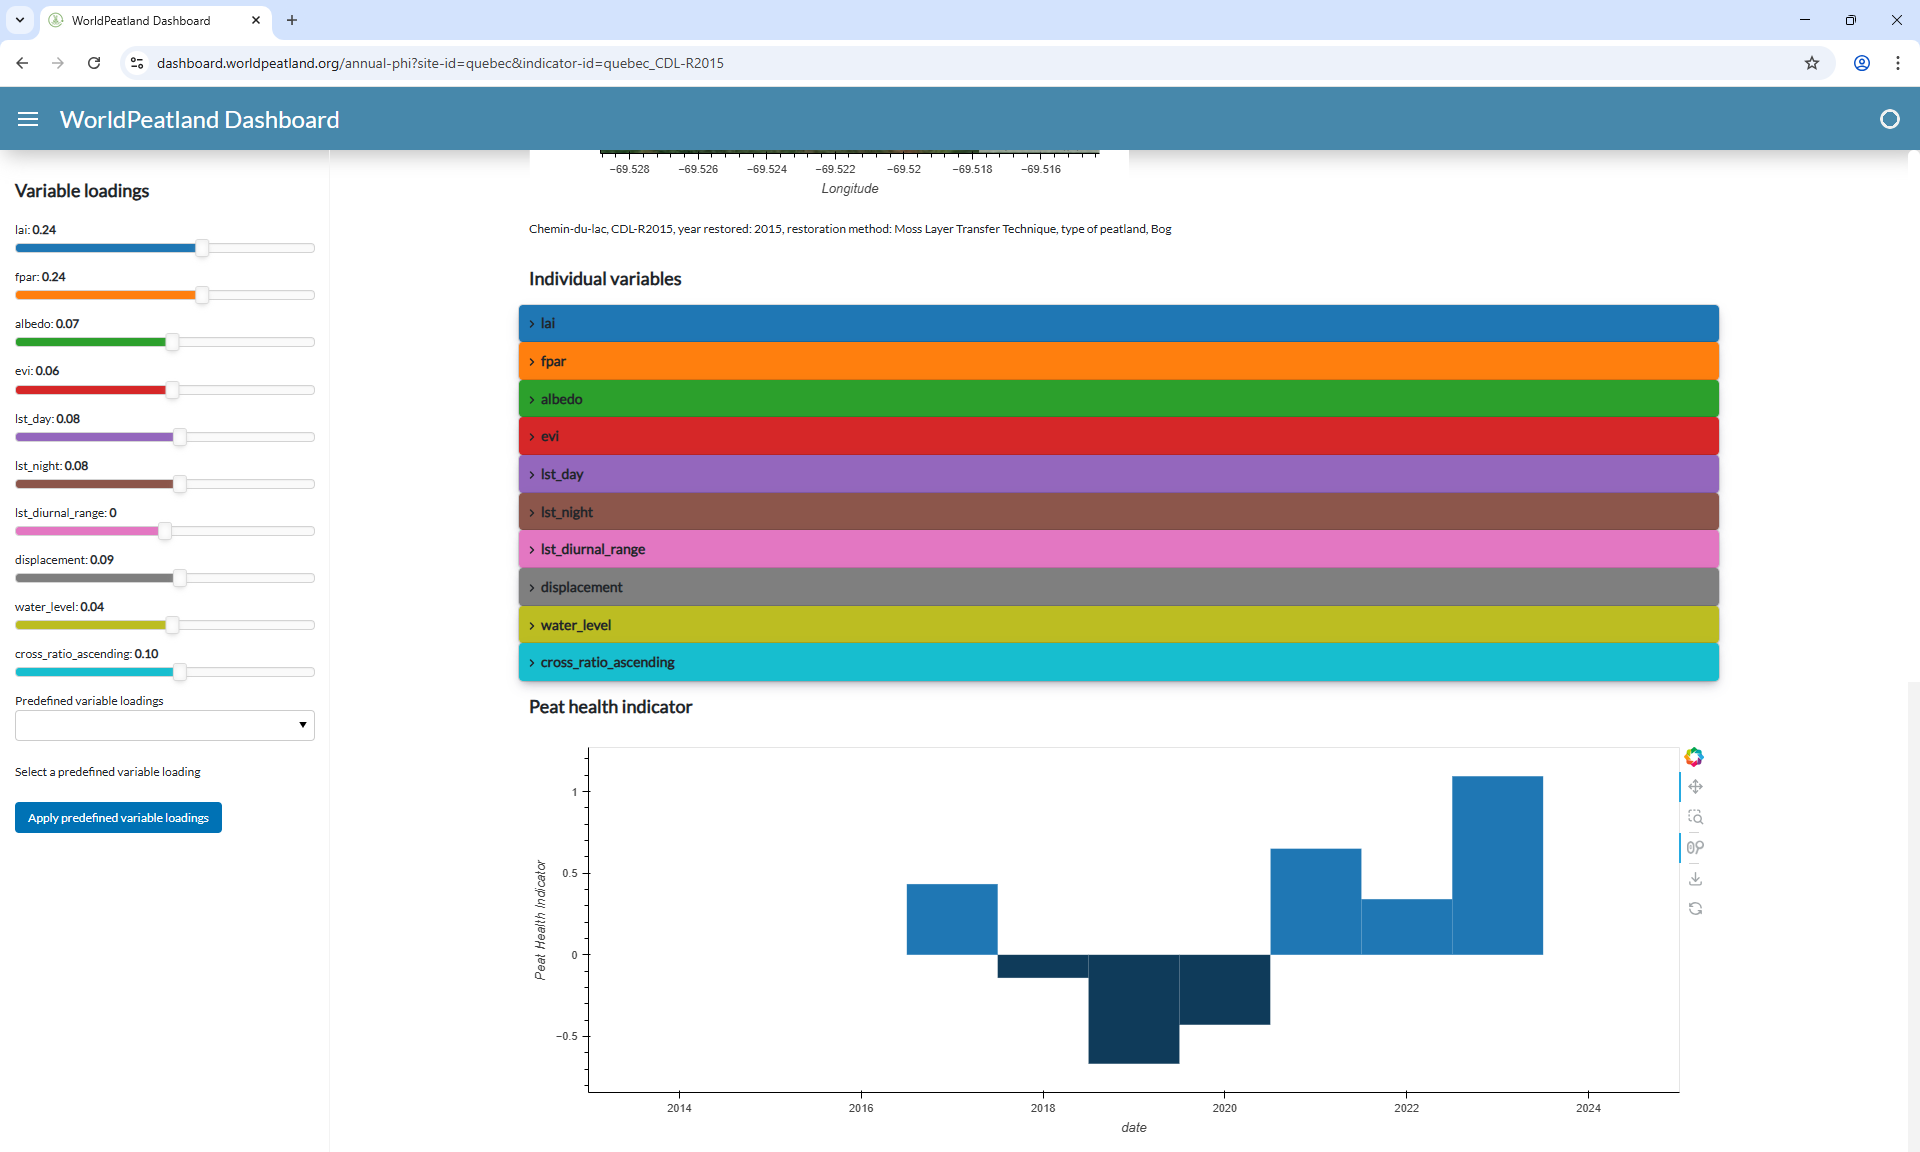 WorldPeatland Dashboard
dashboard.worldpeatland.org/annual-phi?site-id=quebec&indicator-id=quebec_CDL-R2015
WorldPeatland Dashboard
Variable loadings
lai: 0.24
fpar: 0.24
albedo: 0.07
evi: 0.06
lst_day: 0.08
lst_night: 0.08
lst_diurnal_range: 0
displacement: 0.09
water_level: 0.04
cross_ratio_ascending: 0.10
Predefined variable loadings
Select a predefined variable loading
Apply predefined variable loadings
−69.528 −69.526 −69.524 −69.522 −69.52 −69.518 −69.516
Longitude
Chemin-du-lac, CDL-R2015, year restored: 2015, restoration method: Moss Layer Transfer Technique, type of peatland, Bog
Individual variables
lai
fpar
albedo
evi
lst_day
lst_night
lst_diurnal_range
displacement
water_level
cross_ratio_ascending
Peat health indicator
Peat Health Indicator
1
0.5
0
−0.5
2014 2016 2018 2020 2022 2024
date